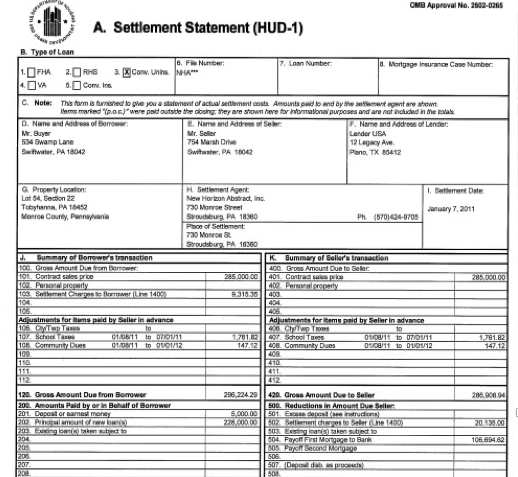 OMB Approval No. 2502-0265
A. Settlement Statement (HUD-1)
B. Type of Loan
1. FHA 2. RHS 3. X Conv. Unins.
4. VA 5. Conv. Ins.
6. File Number:
NHA***
7. Loan Number:
8. Mortgage Insurance Case Number:
C. Note: This form is furnished to give you a statement of actual settlement costs. Amounts paid to and by the settlement agent are shown.
Items marked "(p.o.c.)" were paid outside the closing; they are shown here for informational purposes and are not included in the totals.
D. Name and Address of Borrower:
Mr. Buyer
534 Swamp Lane
Swiftwater, PA 18042
E. Name and Address of Seller:
Mr. Seller
754 Marsh Drive
Swiftwater, PA 18042
F. Name and Address of Lender:
Lender USA
12 Legacy Ave.
Plano, TX 85412
G. Property Location:
Lot 54, Section 22
Tobyhanna, PA 18452
Monroe County, Pennsylvania
H. Settlement Agent:
New Horizon Abstract, Inc.
730 Monroe Street
Stroudsburg, PA 18360 Ph. (570)424-9705
Place of Settlement:
730 Monroe St.
Stroudsburg, PA 18360
I. Settlement Date:
January 7, 2011
J. Summary of Borrower's transaction
100. Gross Amount Due from Borrower:
101. Contract sales price 285,000.00
102. Personal property
103. Settlement Charges to Borrower (Line 1400) 9,315.35
104.
105.
Adjustments for items paid by Seller in advance
106. Cty/Twp Taxes to
107. School Taxes 01/08/11 to 07/01/11 1,761.82
108. Community Dues 01/08/11 to 01/01/12 147.12
109.
110.
111.
112.
120. Gross Amount Due from Borrower 296,224.29
200. Amounts Paid by or in Behalf of Borrower
201. Deposit or earnest money 5,000.00
202. Principal amount of new loan(s) 228,000.00
203. Existing loan(s) taken subject to
204.
205.
206.
207.
208.
K. Summary of Seller's transaction
400. Gross Amount Due to Seller:
401. Contract sales price 285,000.00
402. Personal property
403.
404.
405.
Adjustments for items paid by Seller in advance
406. Cty/Twp Taxes to
407. School Taxes 01/08/11 to 07/01/11 1,761.82
408. Community Dues 01/08/11 to 01/01/12 147.12
409.
410.
411.
412.
420. Gross Amount Due to Seller 286,908.94
500. Reductions in Amount Due Seller:
501. Excess deposit (see instructions)
502. Settlement charges to Seller (Line 1400) 20,135.00
503. Existing loan(s) taken subject to
504. Payoff First Mortgage to Bank 106,694.62
505. Payoff Second Mortgage
506.
507. (Deposit disb. as proceeds)
508.